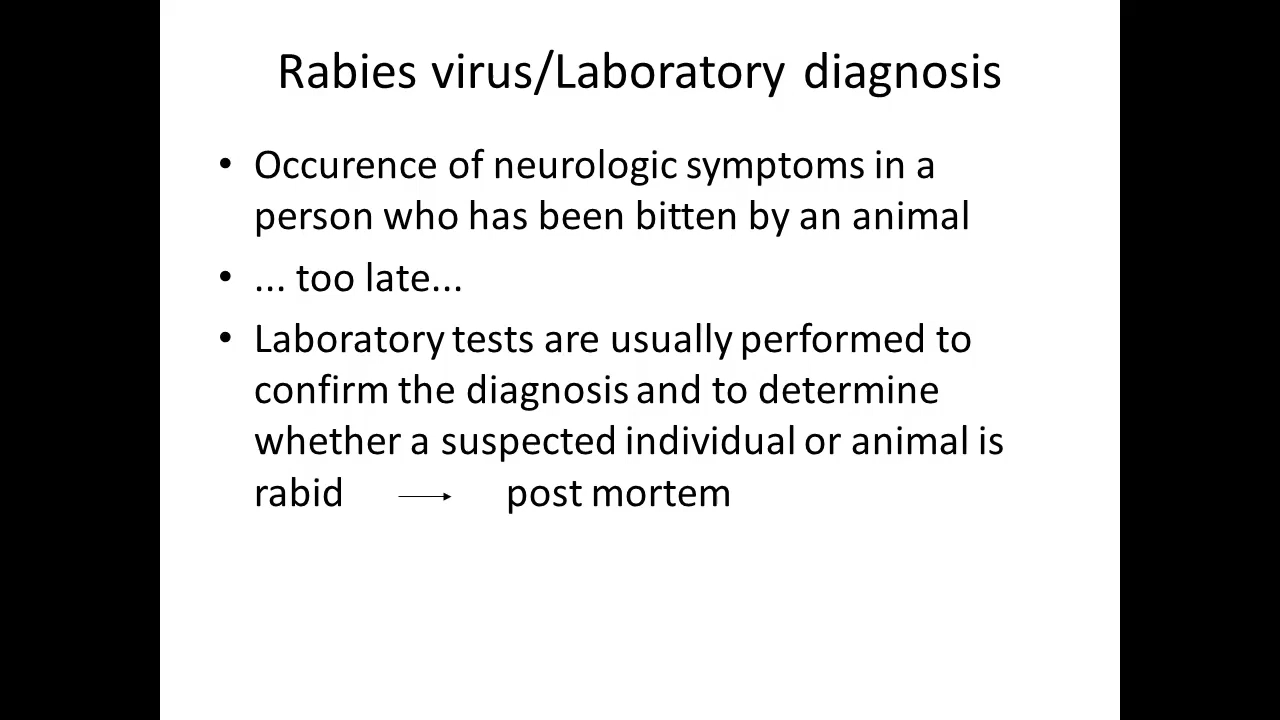 Rabies virus/Laboratory diagnosis
• Occurence of neurologic symptoms in a
person who has been bitten by an animal
• ... too late...
• Laboratory tests are usually performed to
confirm the diagnosis and to determine
whether a suspected individual or animal is
rabid → post mortem